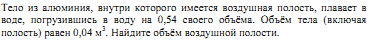 Тело из алюминия, внутри которого имеется воздушная полость, плавает в
воде, погрузившись в воду на 0,54 своего объёма. Объём тела (включая
полость) равен 0,04 м³. Найдите объём воздушной полости.